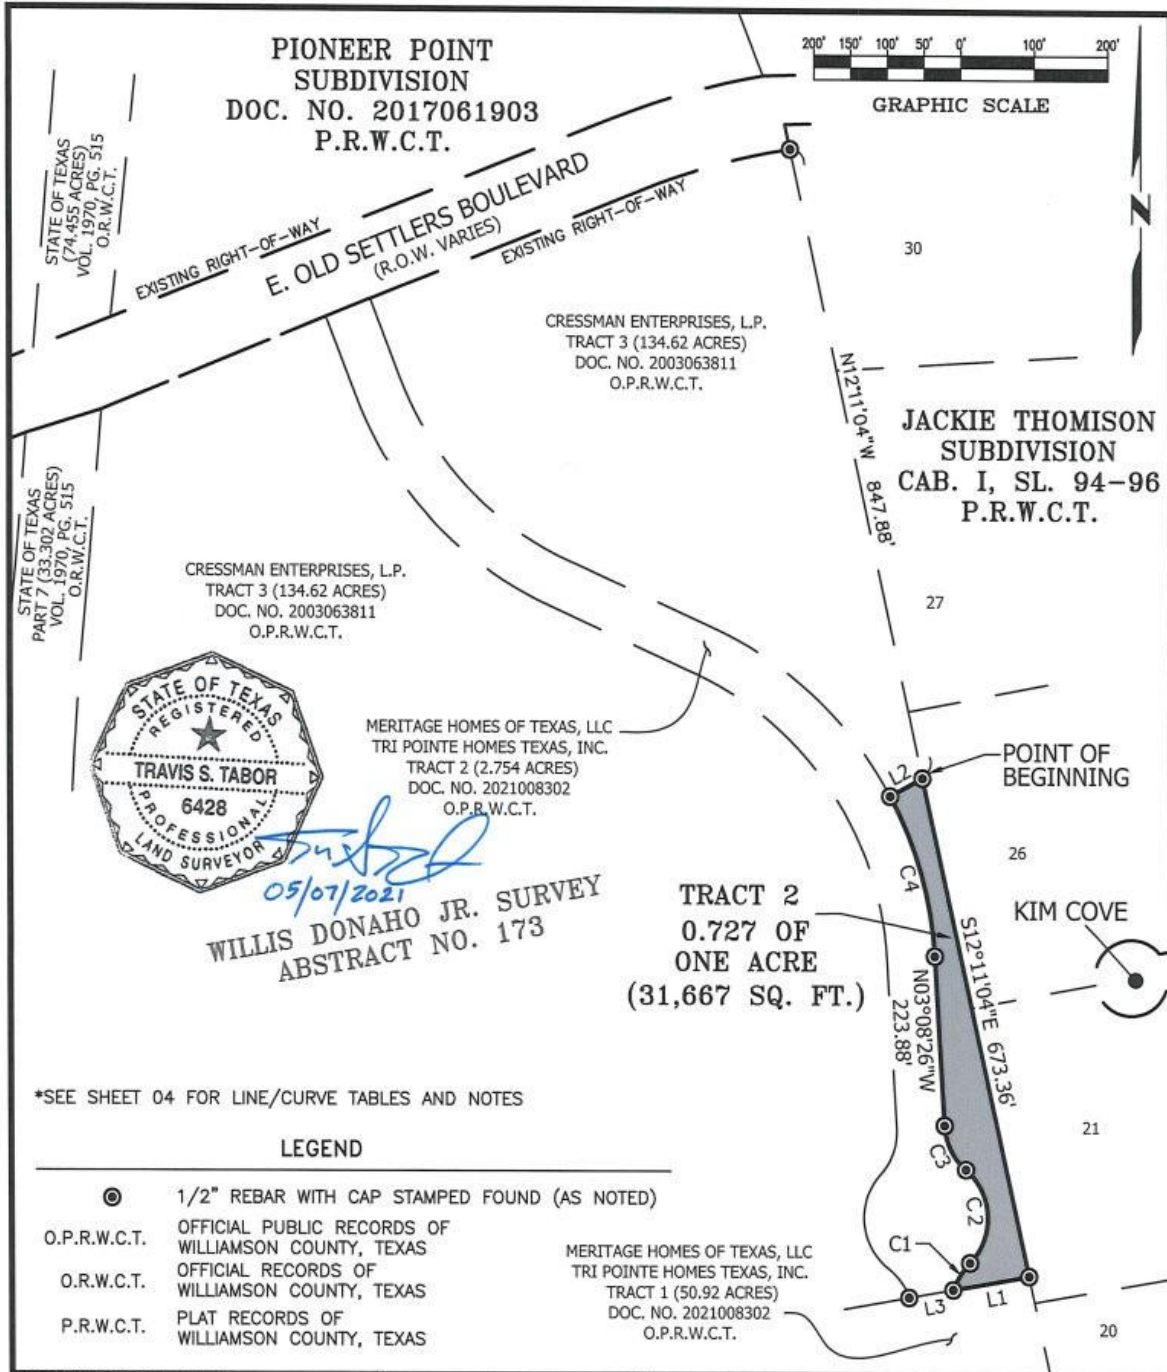 PIONEER POINT
SUBDIVISION
DOC. NO. 2017061903
P.R.W.C.T.
200' 150' 100' 50' 0' 100' 200'
GRAPHIC SCALE
N
STATE OF TEXAS
(74.455 ACRES)
VOL. 1970, PG. 515
O.R.W.C.T.
EXISTING RIGHT-OF-WAY
E. OLD SETTLERS BOULEVARD
(R.O.W. VARIES)
EXISTING RIGHT-OF-WAY
30
CRESSMAN ENTERPRISES, L.P.
TRACT 3 (134.62 ACRES)
DOC. NO. 2003063811
O.P.R.W.C.T.
N12°11'04"W 847.88'
JACKIE THOMISON
SUBDIVISION
CAB. I, SL. 94-96
P.R.W.C.T.
STATE OF TEXAS
PART 7 (33.302 ACRES)
VOL. 1970, PG. 515
O.R.W.C.T.
CRESSMAN ENTERPRISES, L.P.
TRACT 3 (134.62 ACRES)
DOC. NO. 2003063811
O.P.R.W.C.T.
27
STATE OF TEXAS
REGISTERED
TRAVIS S. TABOR
6428
PROFESSIONAL
LAND SURVEYOR
05/07/2021
MERITAGE HOMES OF TEXAS, LLC
TRI POINTE HOMES TEXAS, INC.
TRACT 2 (2.754 ACRES)
DOC. NO. 2021008302
O.P.R.W.C.T.
L2
POINT OF
BEGINNING
26
C4
WILLIS DONAHO JR. SURVEY
ABSTRACT NO. 173
TRACT 2
0.727 OF
ONE ACRE
(31,667 SQ. FT.)
KIM COVE
S12°11'04"E 673.36'
N03°08'26"W
223.88'
*SEE SHEET 04 FOR LINE/CURVE TABLES AND NOTES
21
C3
C2
C1
L3
L1
20
LEGEND
1/2" REBAR WITH CAP STAMPED FOUND (AS NOTED)
O.P.R.W.C.T. OFFICIAL PUBLIC RECORDS OF
WILLIAMSON COUNTY, TEXAS
O.R.W.C.T. OFFICIAL RECORDS OF
WILLIAMSON COUNTY, TEXAS
P.R.W.C.T. PLAT RECORDS OF
WILLIAMSON COUNTY, TEXAS
MERITAGE HOMES OF TEXAS, LLC
TRI POINTE HOMES TEXAS, INC.
TRACT 1 (50.92 ACRES)
DOC. NO. 2021008302
O.P.R.W.C.T.